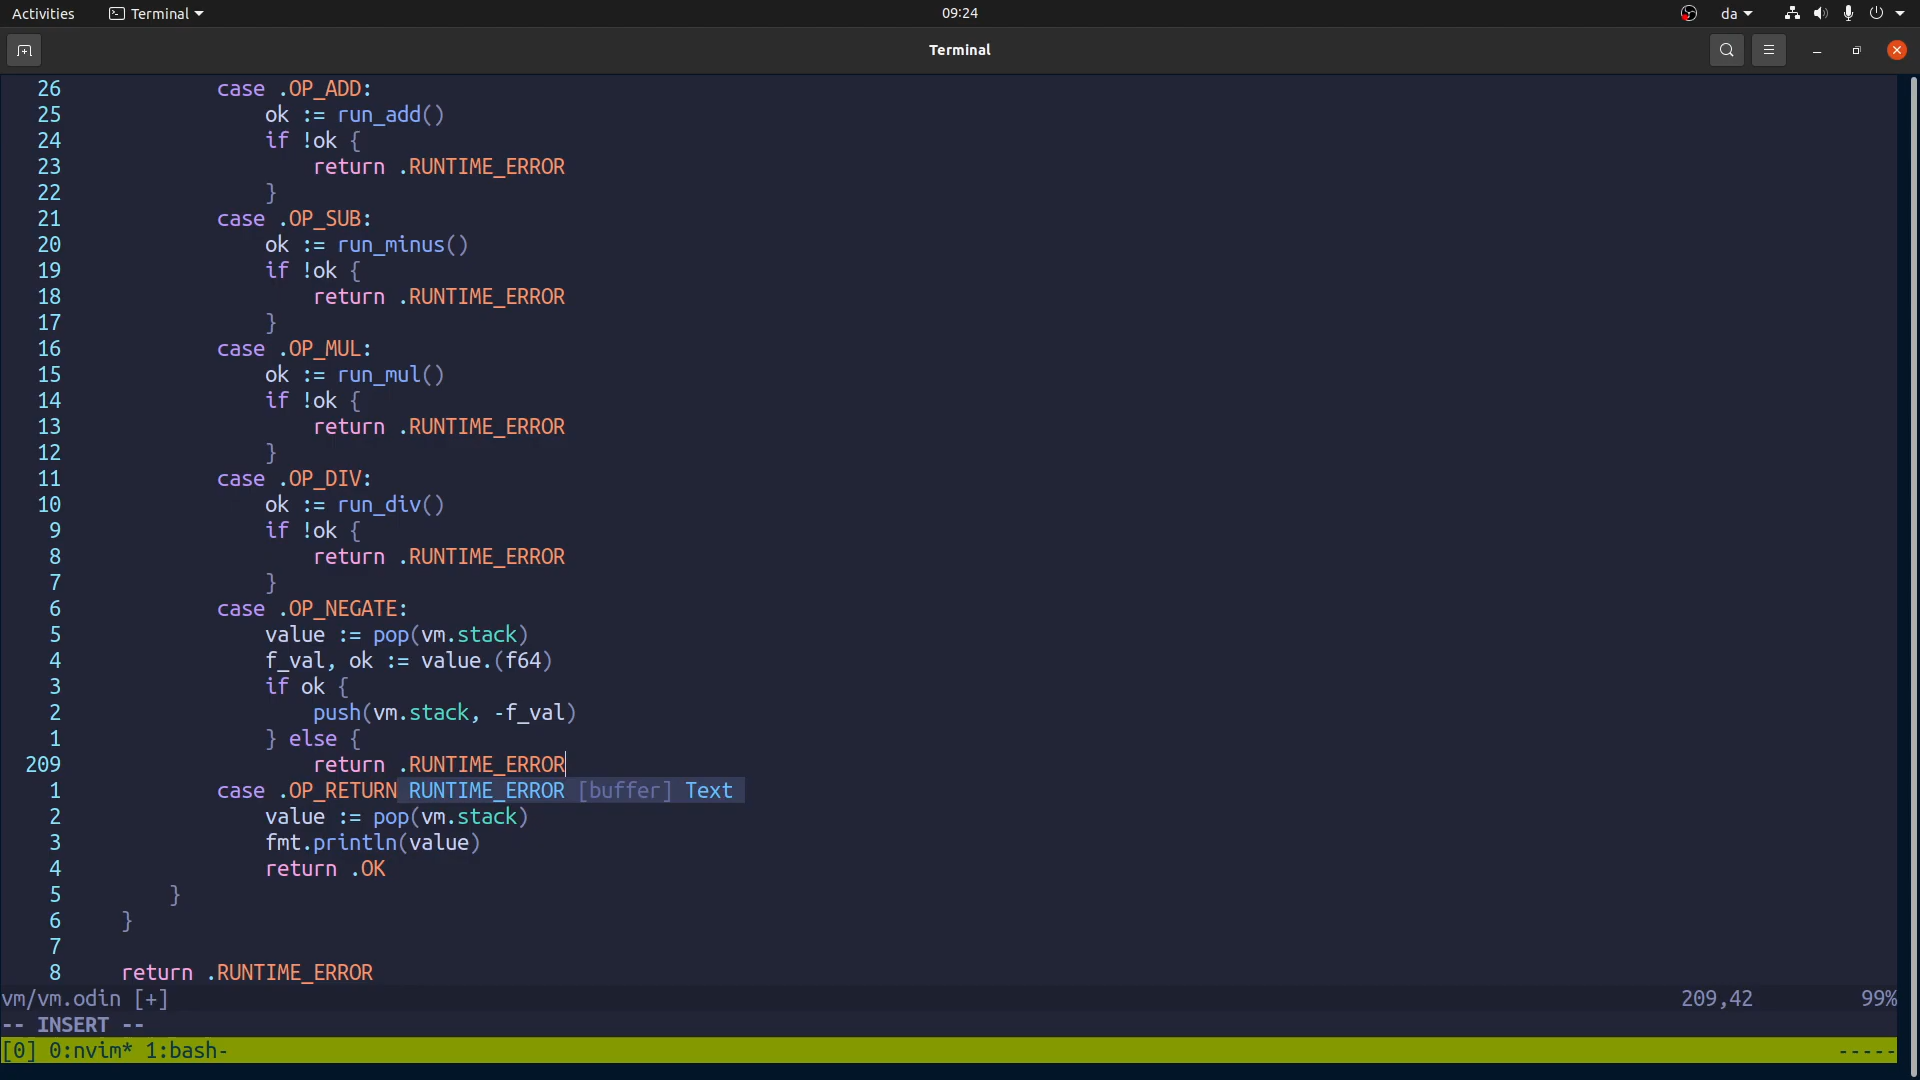 Activities Terminal 09:24 da
Terminal
26 case .OP_ADD:
25 ok := run_add()
24 if !ok {
23 return .RUNTIME_ERROR
22 }
21 case .OP_SUB:
20 ok := run_minus()
19 if !ok {
18 return .RUNTIME_ERROR
17 }
16 case .OP_MUL:
15 ok := run_mul()
14 if !ok {
13 return .RUNTIME_ERROR
12 }
11 case .OP_DIV:
10 ok := run_div()
9 if !ok {
8 return .RUNTIME_ERROR
7 }
6 case .OP_NEGATE:
5 value := pop(vm.stack)
4 f_val, ok := value.(f64)
3 if ok {
2 push(vm.stack, -f_val)
1 } else {
209 return .RUNTIME_ERROR
1 case .OP_RETURN RUNTIME_ERROR [buffer] Text
2 value := pop(vm.stack)
3 fmt.println(value)
4 return .OK
5 }
6 }
7
8 return .RUNTIME_ERROR
vm/vm.odin [+] 209,42 99%
-- INSERT --
[0] 0:nvim* 1:bash- -----